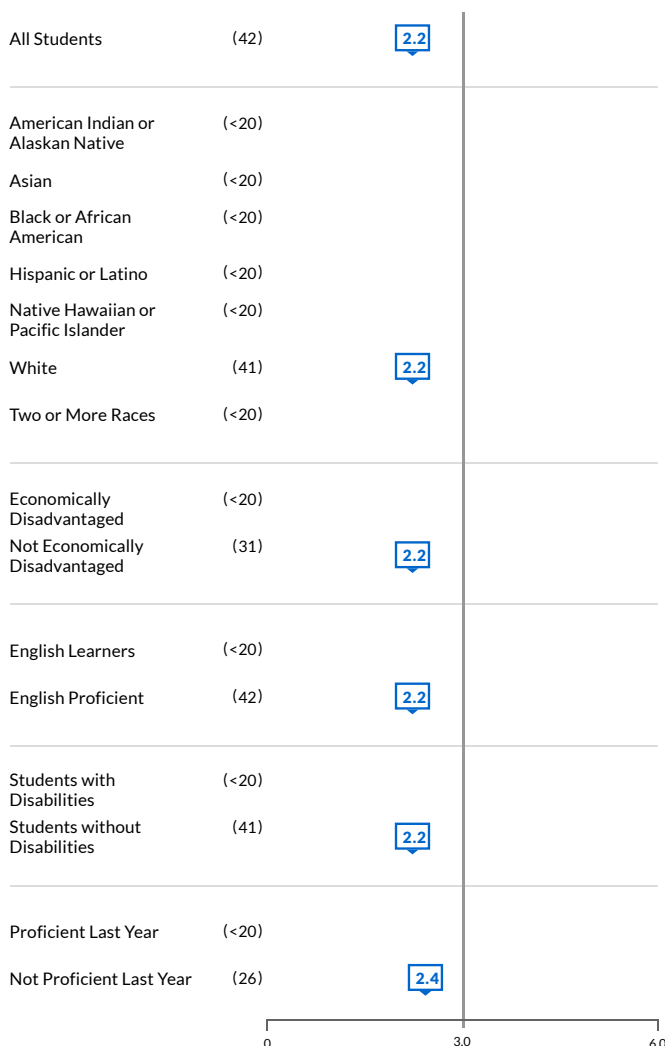 All Students (42) 2.2
American Indian or (<20)
Alaskan Native
Asian (<20)
Black or African (<20)
American
Hispanic or Latino (<20)
Native Hawaiian or (<20)
Pacific Islander
White (41) 2.2
Two or More Races (<20)
Economically (<20)
Disadvantaged
Not Economically (31) 2.2
Disadvantaged
English Learners (<20)
English Proficient (42) 2.2
Students with (<20)
Disabilities
Students without (41) 2.2
Disabilities
Proficient Last Year (<20)
Not Proficient Last Year (26) 2.4
0 3.0 6.0